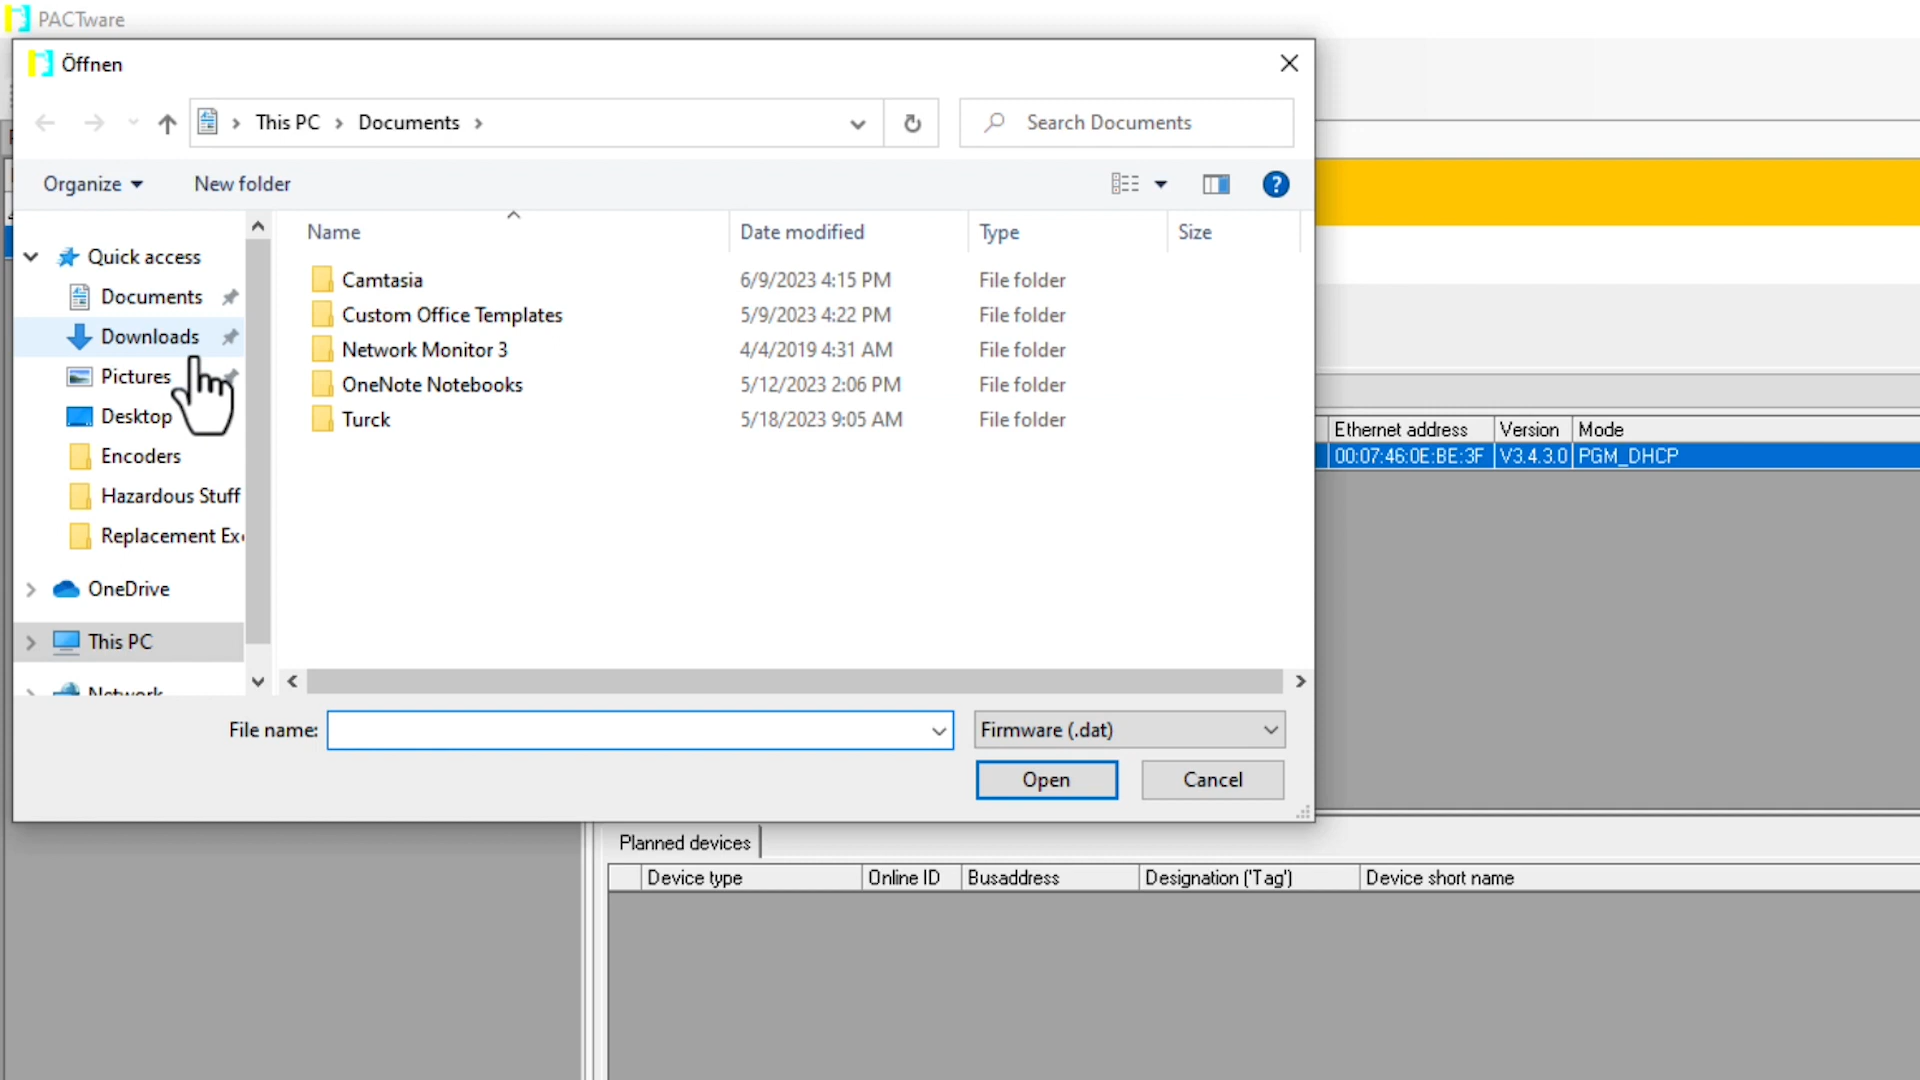 PACTware
Öffnen
This PC > Documents >
Search Documents
Organize
New folder
Name Date modified Type Size
Quick access
Documents
Downloads
Pictures
Desktop
Encoders
Hazardous Stuff
Replacement
OneDrive
This PC
Network
Camtasia 6/9/2023 4:15 PM File folder
Custom Office Templates 5/9/2023 4:22 PM File folder
Network Monitor 3 4/4/2019 4:31 AM File folder
OneNote Notebooks 5/12/2023 2:06 PM File folder
Turck 5/18/2023 9:05 AM File folder
File name:
Firmware (.dat)
Open Cancel
Ethernet address Version Mode
00:07:46:0E:BE:3F V3.4.3.0 PGM_DHCP
Planned devices
Device type Online ID Busaddress Designation ('Tag') Device short name